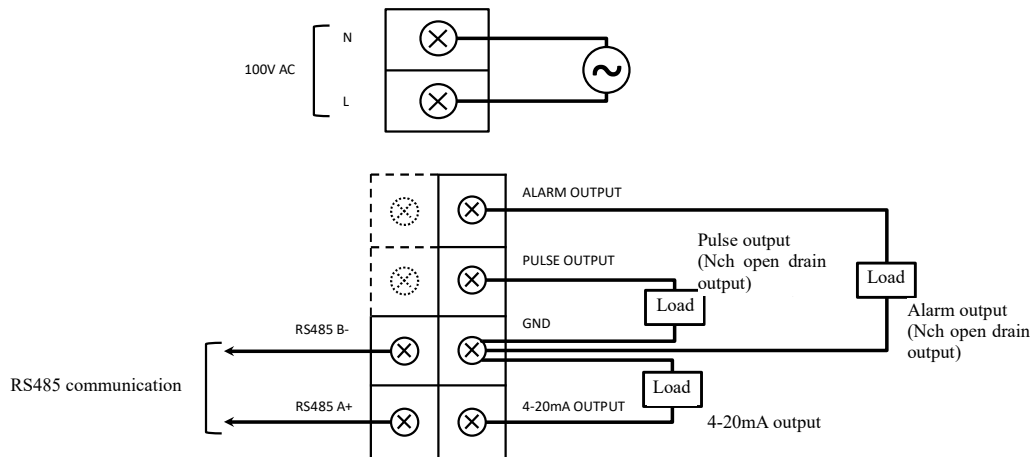 N
100V AC
L
ALARM OUTPUT
Pulse output
(Nch open drain
output)
PULSE OUTPUT
Load
Load
Alarm output
(Nch open drain
output)
GND
RS485 B-
RS485 communication
Load
RS485 A+
4-20mA OUTPUT
4-20mA output